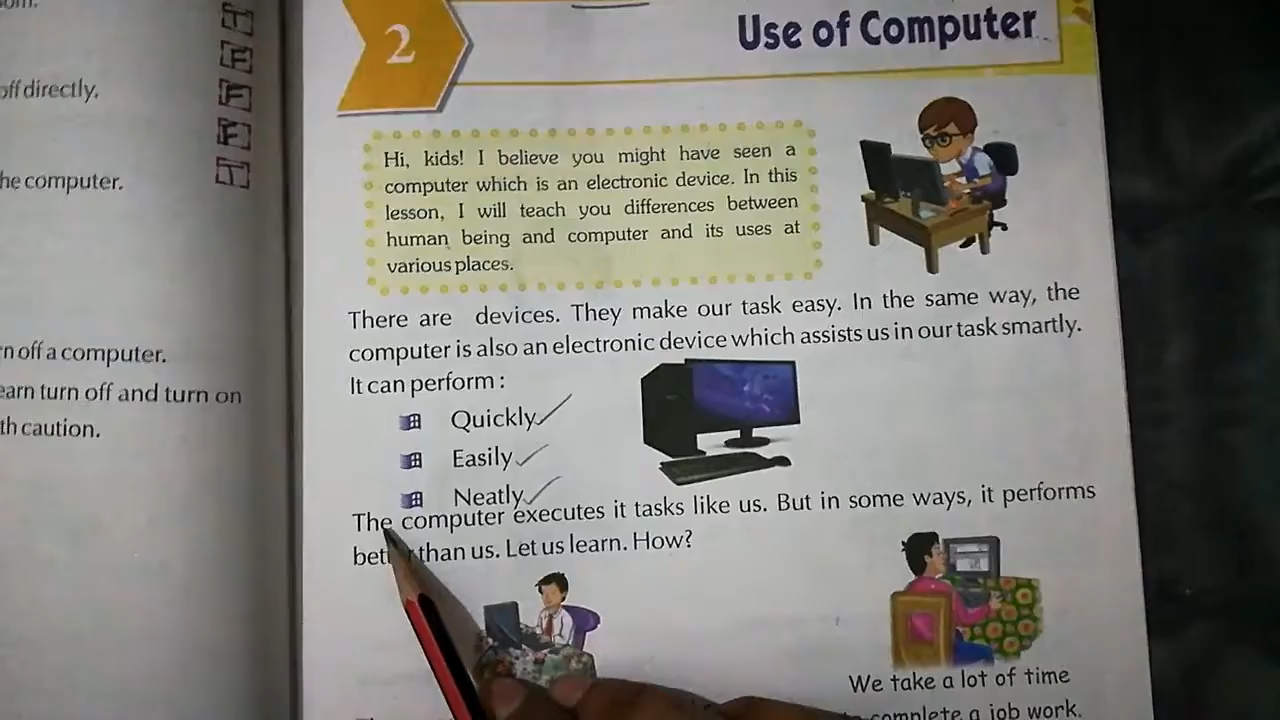 off directly.
he computer.
n off a computer.
earn turn off and turn on
th caution.
T
F
F
F
T
2
Use of Computer
Hi, kids! I believe you might have seen a
computer which is an electronic device. In this
lesson, I will teach you differences between
human being and computer and its uses at
various places.
There are devices. They make our task easy. In the same way, the
computer is also an electronic device which assists us in our task smartly.
It can perform :
Quickly
Easily
Neatly
The computer executes it tasks like us. But in some ways, it performs
than us. Let us learn. How?
We take a lot of time
complete a job work.